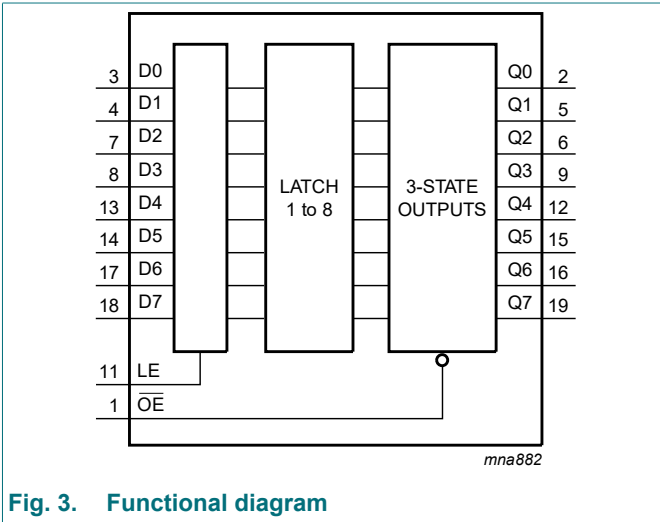 3 D0 Q0 2
4 D1 Q1 5
7 D2 Q2 6
8 D3 Q3 9
LATCH 3-STATE
13 D4 1 to 8 OUTPUTS Q4 12
14 D5 Q5 15
17 D6 Q6 16
18 D7 Q7 19
11 LE
1 O̅E̅
mna882
Fig. 3. Functional diagram